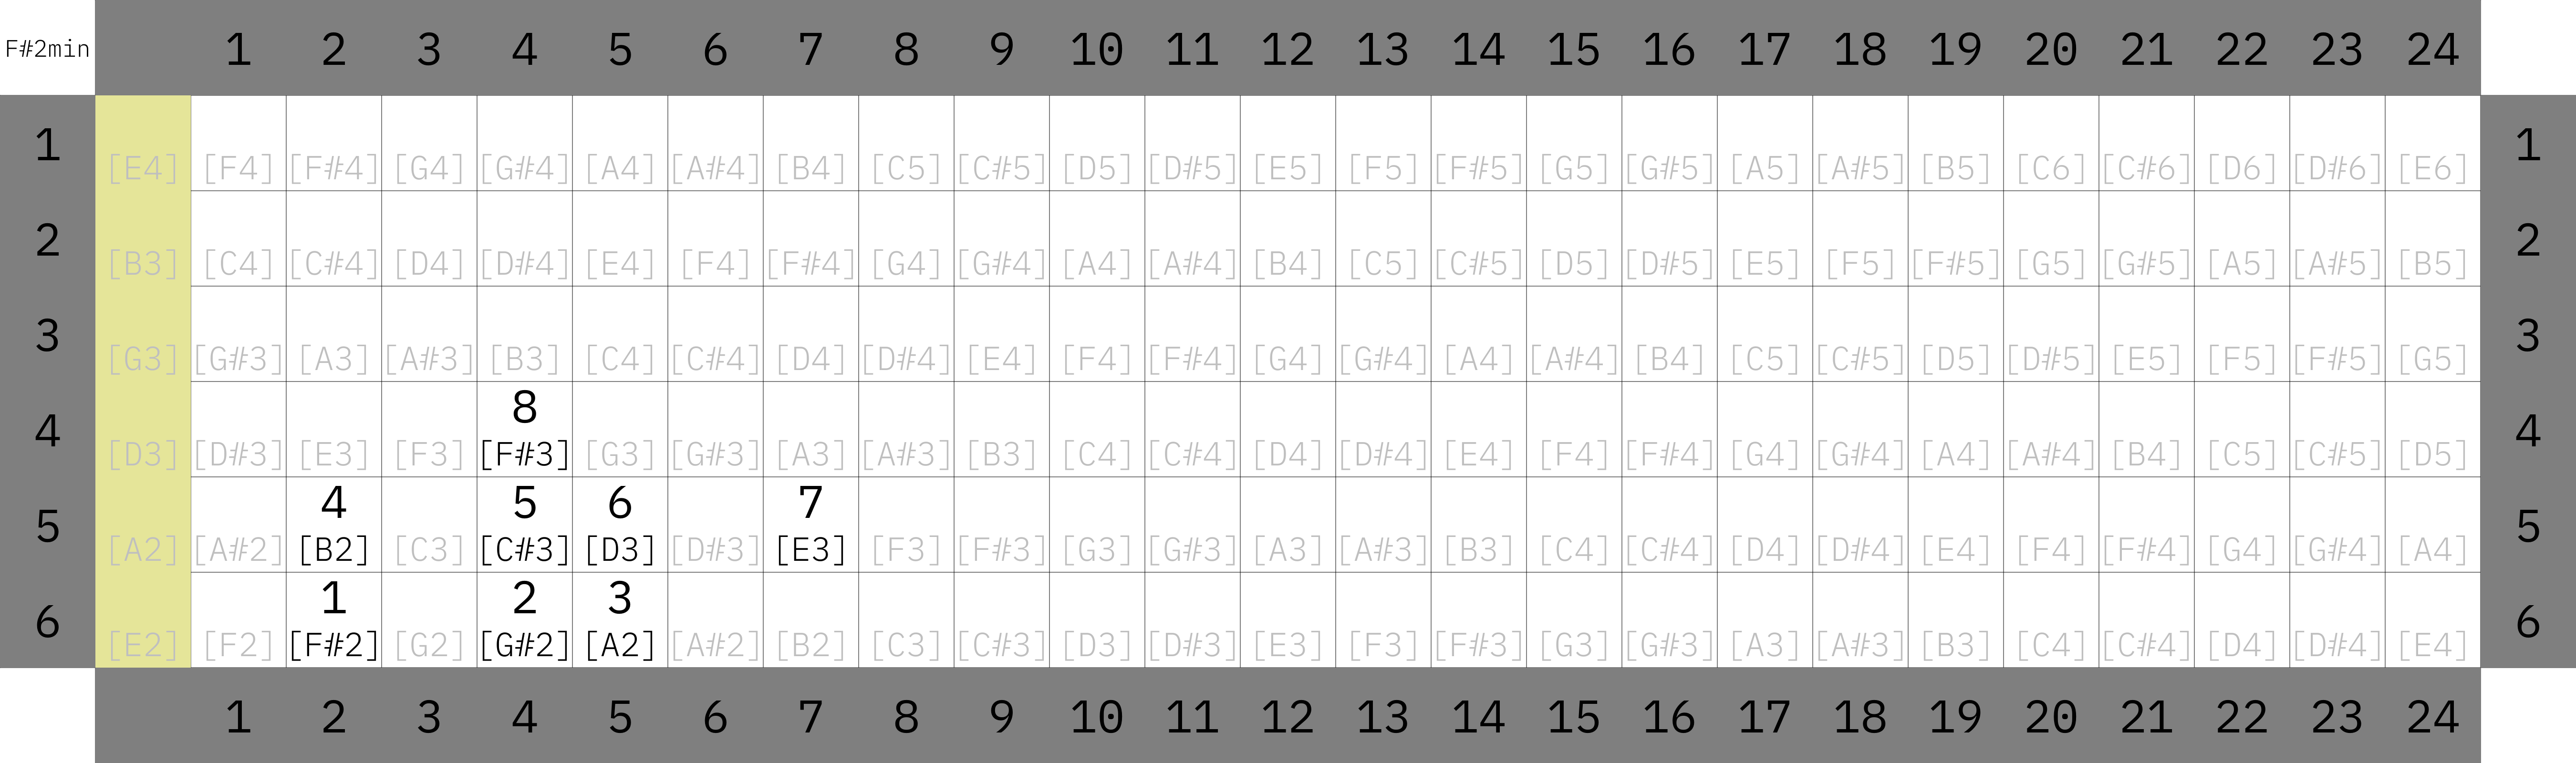 F#2min 1 2 3 4 5 6 7 8 9 10 11 12 13 14 15 16 17 18 19 20 21 22 23 24
1 [E4] [F4] [F#4] [G4] [G#4] [A4] [A#4] [B4] [C5] [C#5] [D5] [D#5] [E5] [F5] [F#5] [G5] [G#5] [A5] [A#5] [B5] [C6] [C#6] [D6] [D#6] [E6] 1
2 [B3] [C4] [C#4] [D4] [D#4] [E4] [F4] [F#4] [G4] [G#4] [A4] [A#4] [B4] [C5] [C#5] [D5] [D#5] [E5] [F5] [F#5] [G5] [G#5] [A5] [A#5] [B5] 2
3 [G3] [G#3] [A3] [A#3] [B3] [C4] [C#4] [D4] [D#4] [E4] [F4] [F#4] [G4] [G#4] [A4] [A#4] [B4] [C5] [C#5] [D5] [D#5] [E5] [F5] [F#5] [G5] 3
8
4 [D3] [D#3] [E3] [F3] [F#3] [G3] [G#3] [A3] [A#3] [B3] [C4] [C#4] [D4] [D#4] [E4] [F4] [F#4] [G4] [G#4] [A4] [A#4] [B4] [C5] [C#5] [D5] 4
4 5 6 7
5 [A2] [A#2] [B2] [C3] [C#3] [D3] [D#3] [E3] [F3] [F#3] [G3] [G#3] [A3] [A#3] [B3] [C4] [C#4] [D4] [D#4] [E4] [F4] [F#4] [G4] [G#4] [A4] 5
1 2 3
6 [E2] [F2] [F#2] [G2] [G#2] [A2] [A#2] [B2] [C3] [C#3] [D3] [D#3] [E3] [F3] [F#3] [G3] [G#3] [A3] [A#3] [B3] [C4] [C#4] [D4] [D#4] [E4] 6
1 2 3 4 5 6 7 8 9 10 11 12 13 14 15 16 17 18 19 20 21 22 23 24